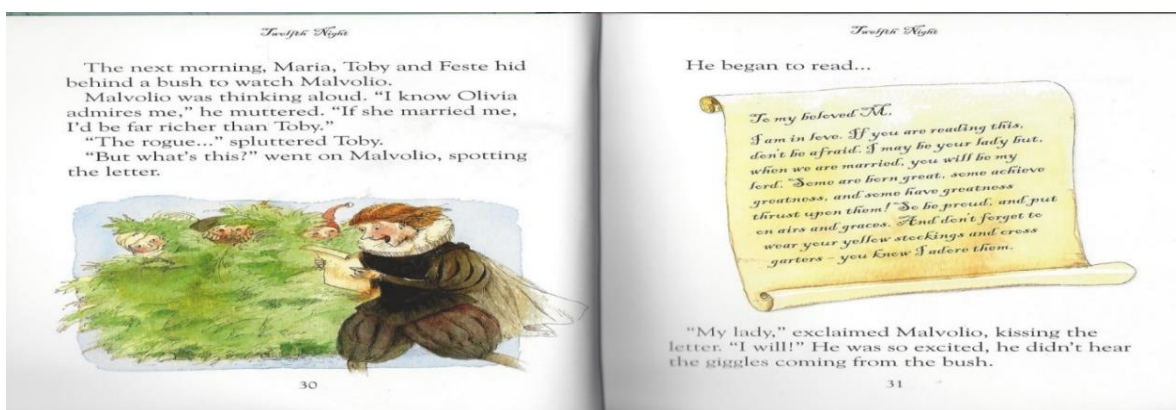 Twelfth Night
The next morning, Maria, Toby and Feste hid
behind a bush to watch Malvolio.
Malvolio was thinking aloud. “I know Olivia
admires me,” he muttered. “If she married me,
I’d be far richer than Toby.”
“The rogue...” spluttered Toby.
“But what’s this?” went on Malvolio, spotting
the letter.
30
Twelfth Night
He began to read...
To my beloved M,
I am in love. If you are reading this,
don’t be afraid. I may be your lady but,
when we are married, you will be my
lord. Some are born great, some achieve
greatness, and some have greatness
thrust upon them! So be proud, and put
on airs and graces. And don’t forget to
wear your yellow stockings and cross
garters – you know I adore them.
“My lady,” exclaimed Malvolio, kissing the
letter. “I will!” He was so excited, he didn’t hear
the giggles coming from the bush.
31